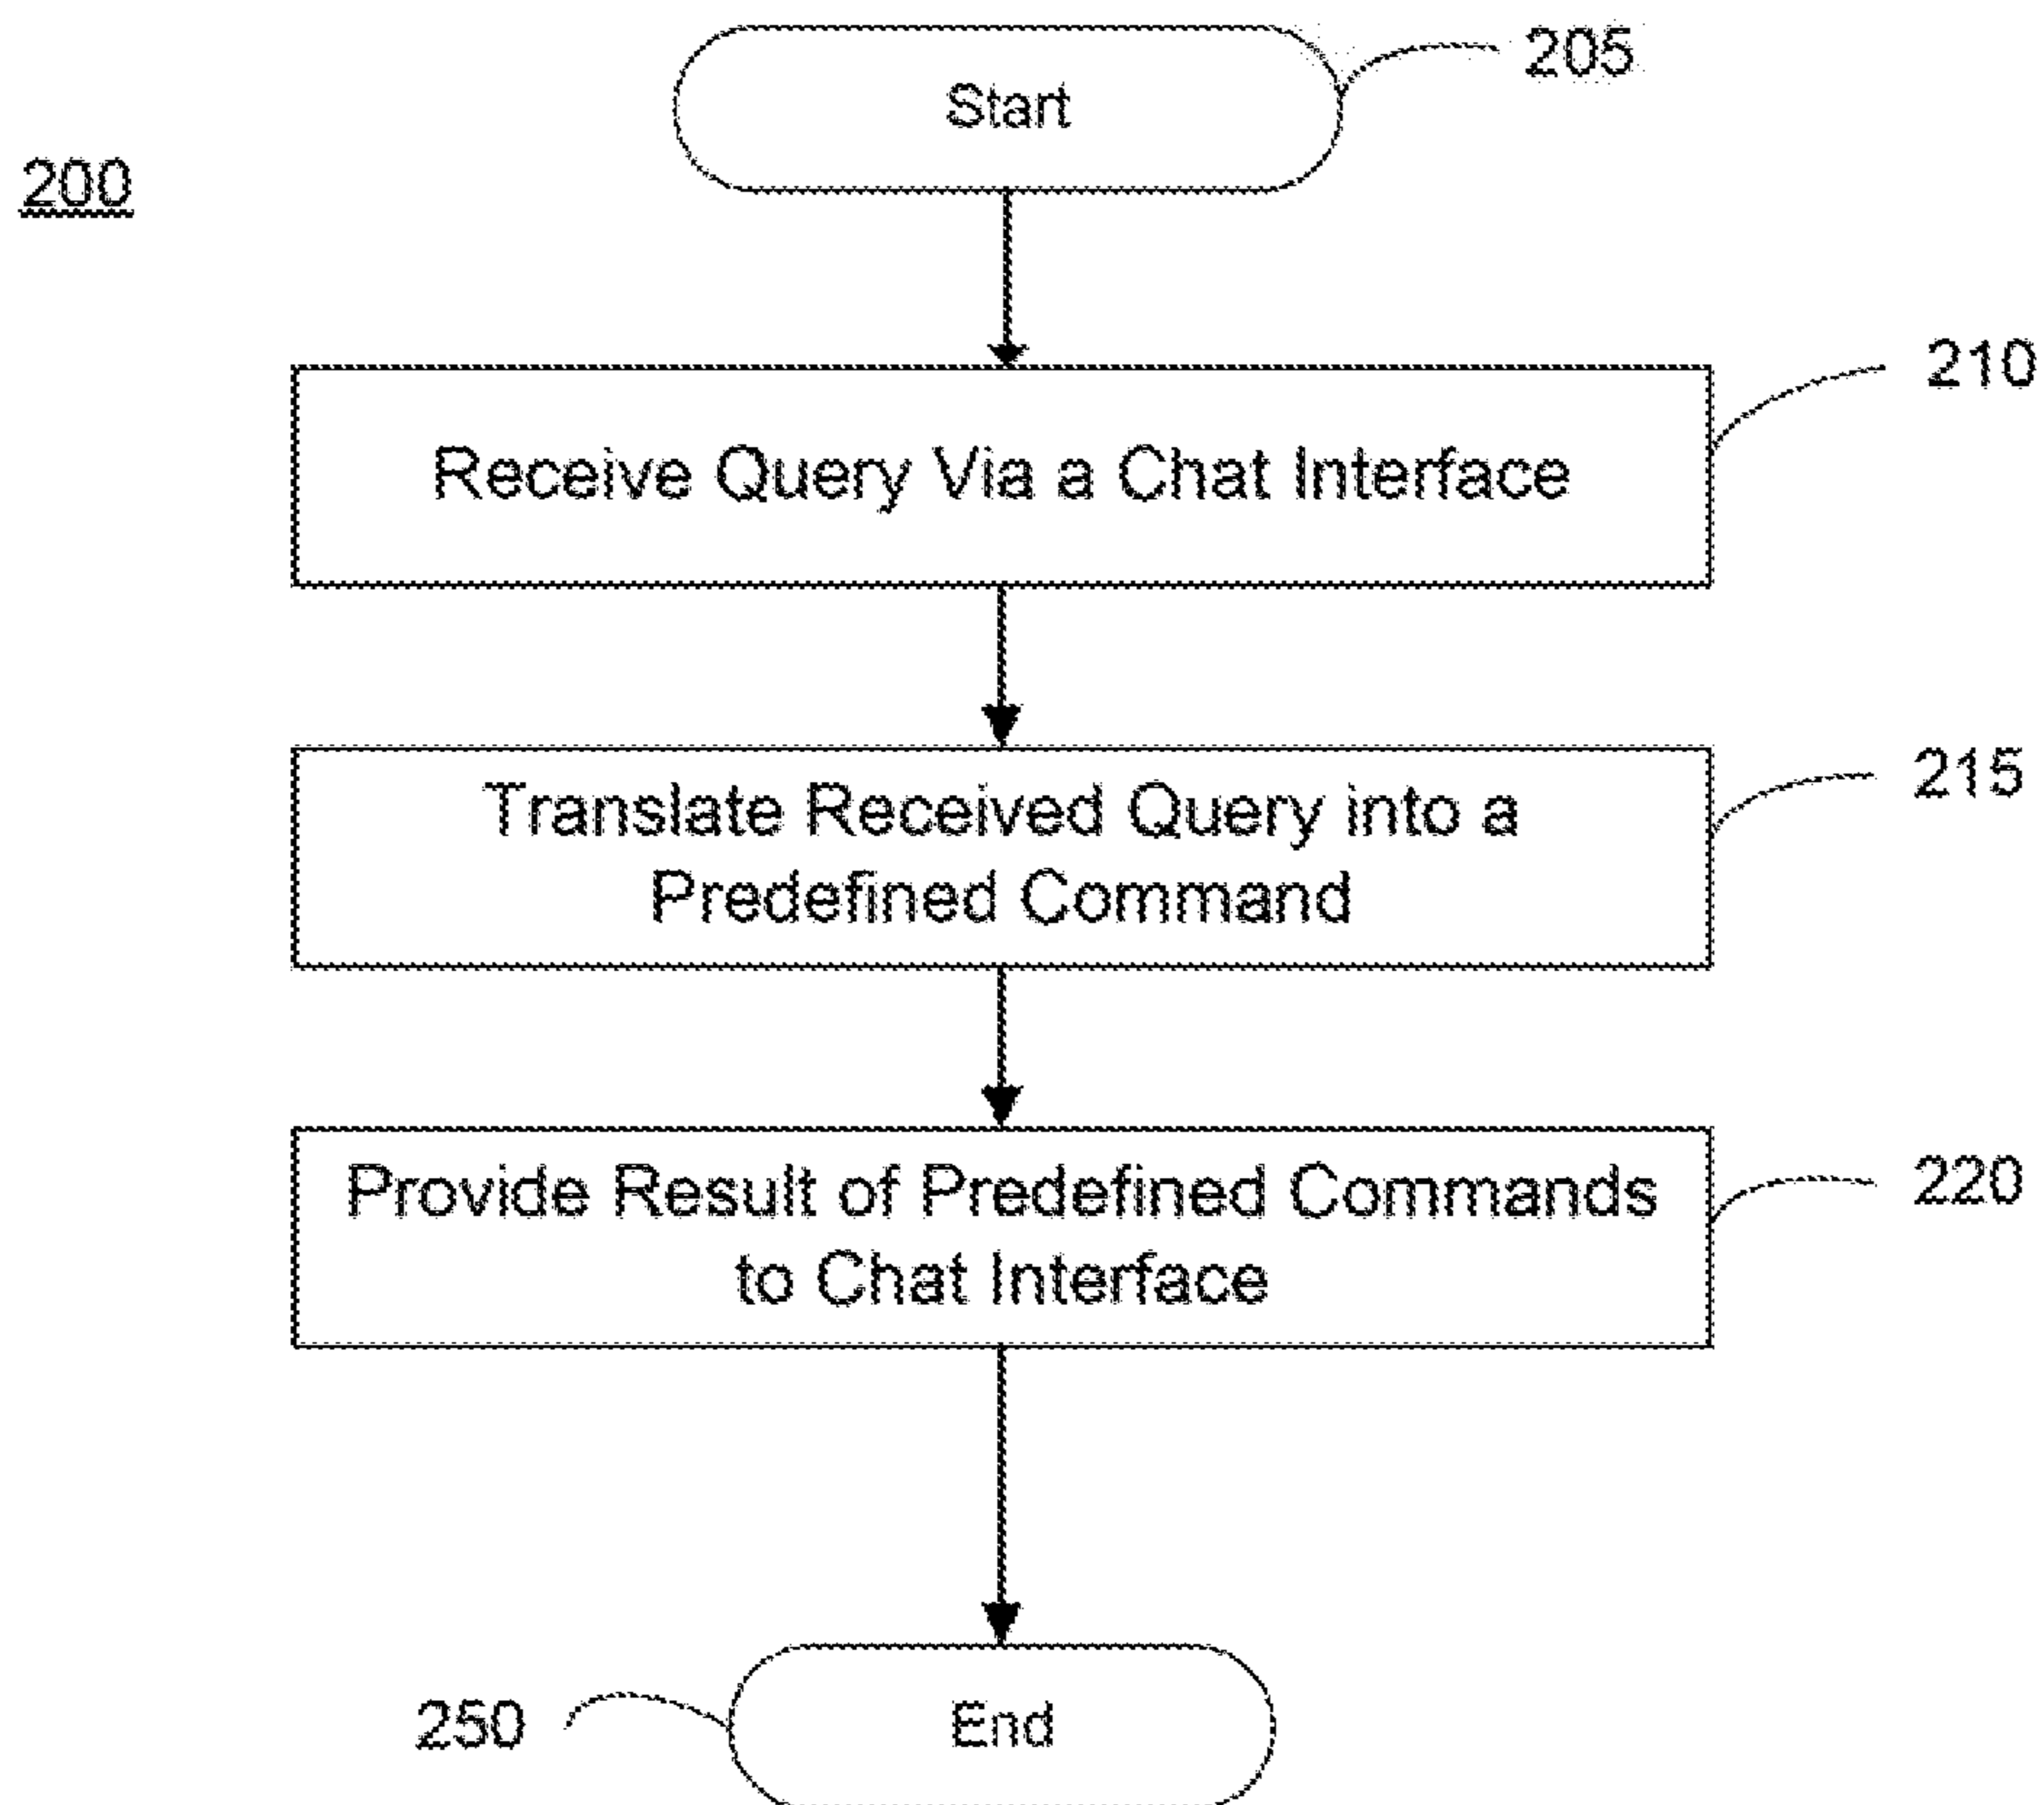 205
Start
200
210
Receive Query Via a Chat Interface
215
Translate Received Query into a
Predefined Command
220
Provide Result of Predefined Commands
to Chat Interface
250
End